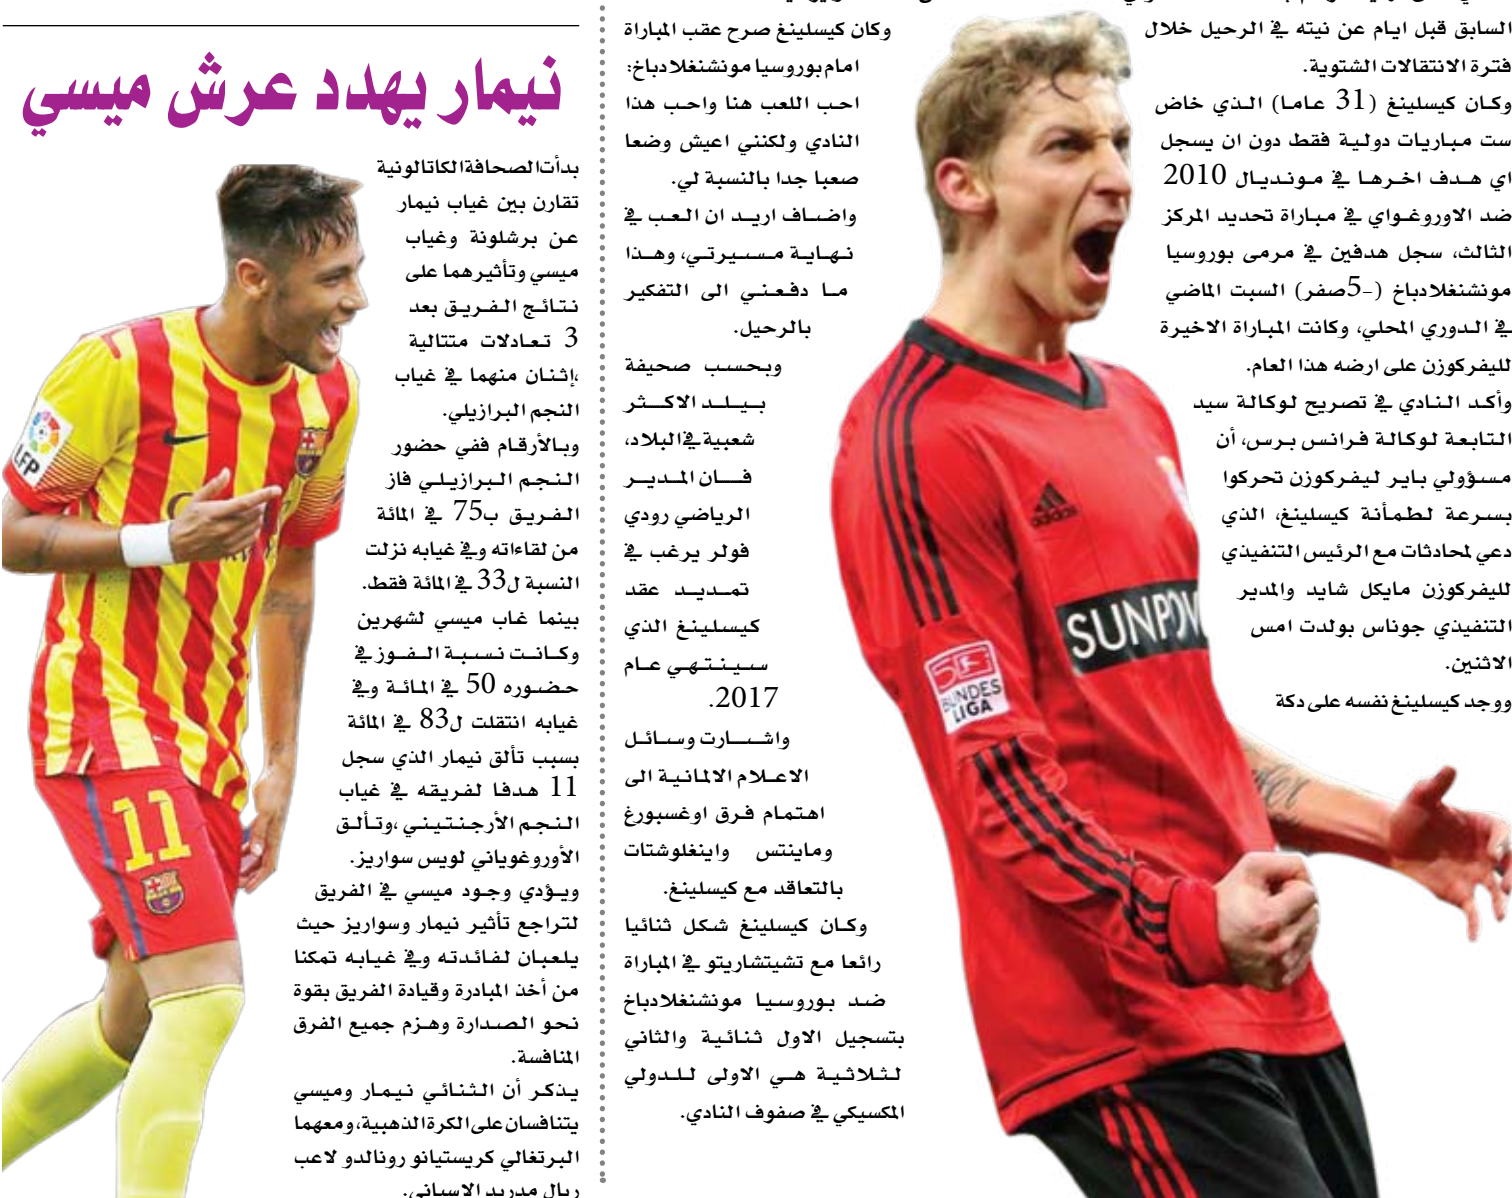 السابق قبل ايام عن نيته في الرحيل خلال
فترة الانتقالات الشتوية.
وكان كيسلينغ (31 عاما) الذي خاض
ست مباريات دولية فقط دون ان يسجل
اي هدف اخرها في مونديال 2010
ضد الاوروغواي في مباراة تحديد المركز
الثالث، سجل هدفين في مرمى بوروسيا
مونشنغلادباخ (-5صفر) السبت الماضي
في الدوري المحلي، وكانت المباراة الاخيرة
لليفركوزن على ارضه هذا العام.
وأكد النادي في تصريح لوكالة سيد
التابعة لوكالة فرانس برس، أن
مسؤولي باير ليفركوزن تحركوا
بسرعة لطمأنة كيسلينغ، الذي
دعي لمحادثات مع الرئيس التنفيذي
لليفركوزن مايكل شايد والمدير
التنفيذي جوناس بولدت امس
الاثنين.
ووجد كيسلينغ نفسه على دكة
وكان كيسلينغ صرح عقب المباراة
امام بوروسيا مونشنغلادباخ:
احب اللعب هنا واحب هذا
النادي ولكنني اعيش وضعا
صعبا جدا بالنسبة لي.
واضاف اريد ان العب في
نهاية مسيرتي، وهذا
ما دفعني الى التفكير
بالرحيل.
وبحسب صحيفة
بيلد الاكثر
شعبية في البلاد،
فان المدير
الرياضي رودي
فولر يرغب في
تمديد عقد
كيسلينغ الذي
سينتهي عام
2017.
واشارت وسائل
الاعلام الالمانية الى
اهتمام فرق اوغسبورغ
وماينتس واينغلوشتات
بالتعاقد مع كيسلينغ.
وكان كيسلينغ شكل ثنائيا
رائعا مع تشيتشاريتو في المباراة
ضد بوروسيا مونشنغلادباخ
بتسجيل الاول ثنائية والثاني
لثلاثية هي الاولى للدولي
المكسيكي في صفوف النادي.
نيمار يهدد عرش ميسي
بدأت الصحافة الكاتالونية
تقارن بين غياب نيمار
عن برشلونة وغياب
ميسي وتأثيرهما على
نتائج الفريق بعد
3 تعادلات متتالية
،إثنان منهما في غياب
النجم البرازيلي.
وبالأرقام ففي حضور
النجم البرازيلي فاز
الفريق ب75 في المائة
من لقاءاته وفي غيابه نزلت
النسبة ل33 في المائة فقط.
بينما غاب ميسي لشهرين
وكانت نسبة الفوز في
حضوره 50 في المائة وفي
غيابه انتقلت ل83 في المائة
بسبب تألق نيمار الذي سجل
11 هدفا لفريقه في غياب
النجم الأرجنتيني ،وتألق
الأوروغوياني لويس سواريز.
ويؤدي وجود ميسي في الفريق
لتراجع تأثير نيمار وسواريز حيث
يلعبان لفائدته وفي غيابه تمكنا
من أخذ المبادرة وقيادة الفريق بقوة
نحو الصدارة وهزم جميع الفرق
المنافسة.
يذكر أن الثنائي نيمار وميسي
يتنافسان على الكرة الذهبية، ومعهما
البرتغالي كريستيانو رونالدو لاعب
ريال مدريد الاسباني.
LFP
11
adidas
SUNPOW
BUNDES
LIGA